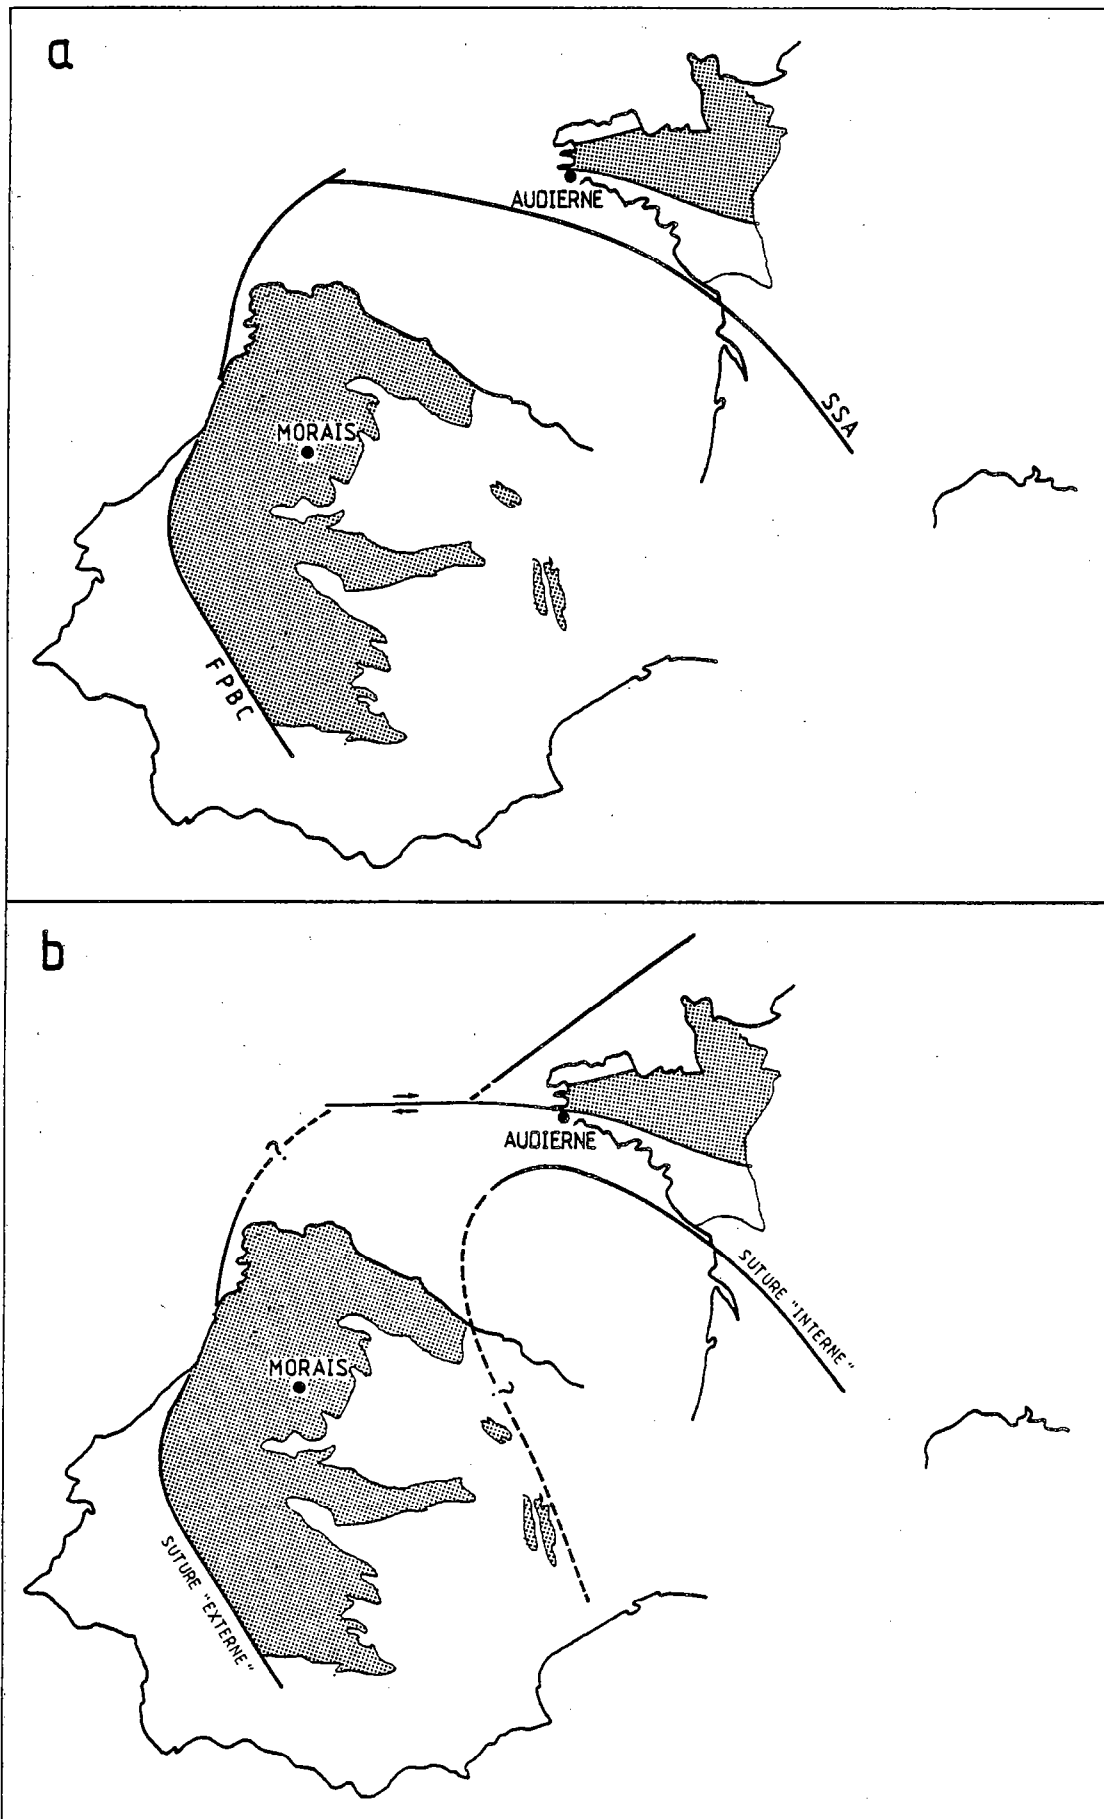 a
AUDIERNE
SSA
MORAIS
FPBC
b
AUDIERNE
?
SUTURE "INTERNE"
MORAIS
?
SUTURE "EXTERNE"